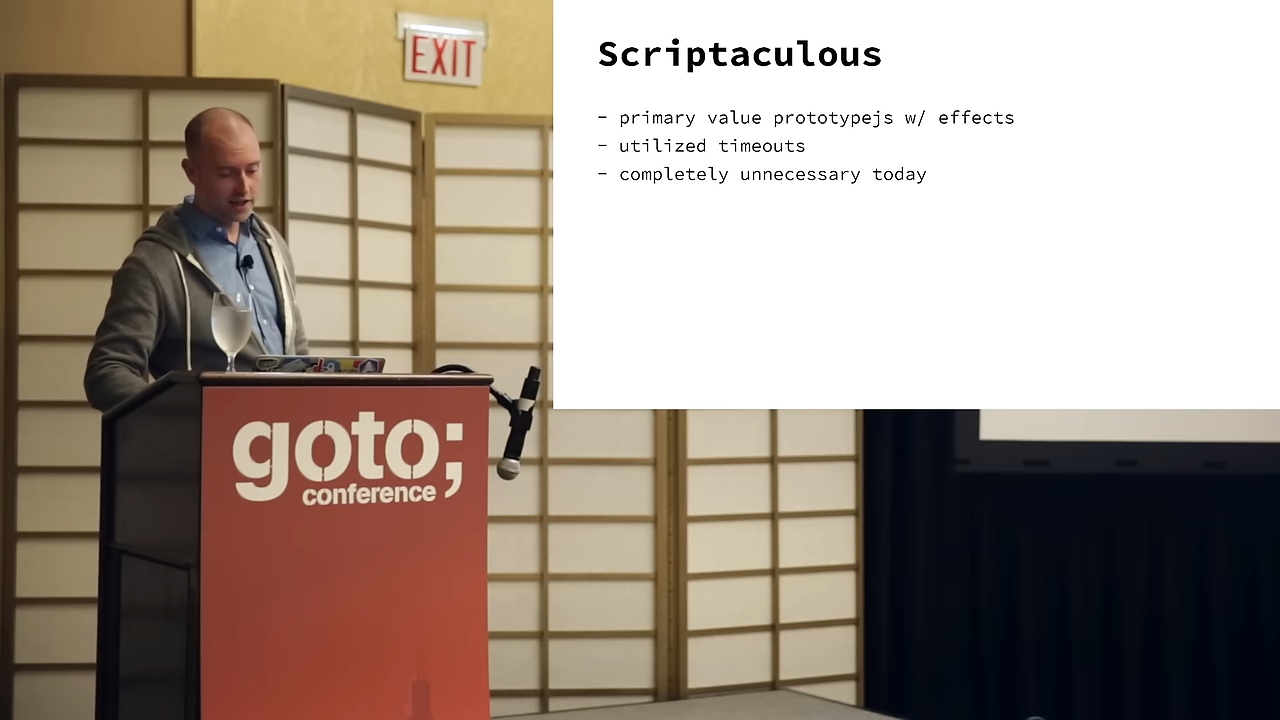 EXIT
Scriptaculous
- primary value prototypejs w/ effects
- utilized timeouts
- completely unnecessary today
goto;
conference